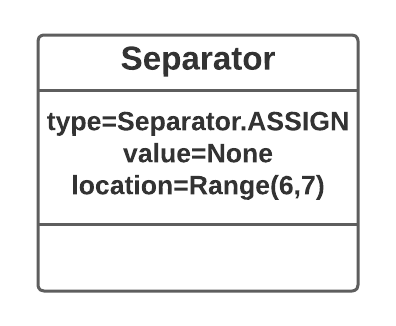 Separator
type=Separator.ASSIGN
value=None
location=Range(6,7)